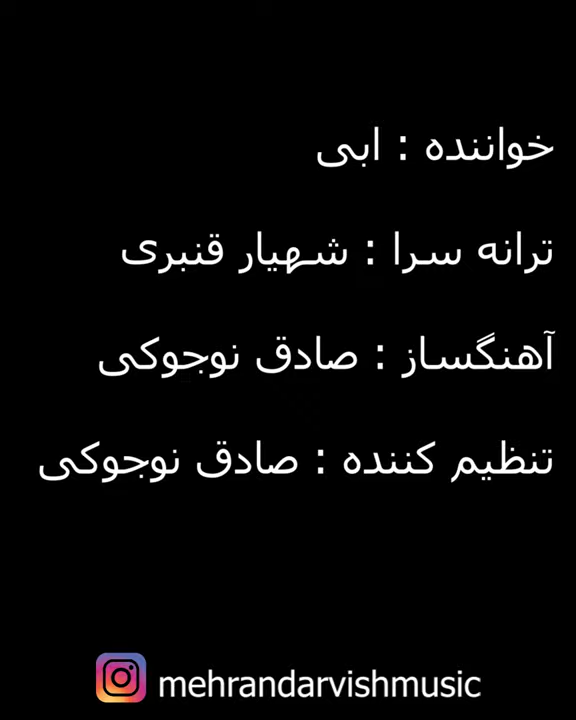 خواننده : ابی
ترانه سرا : شهیار قنبری
آهنگساز : صادق نوجوکی
تنظیم کننده : صادق نوجوکی
mehrandarvishmusic